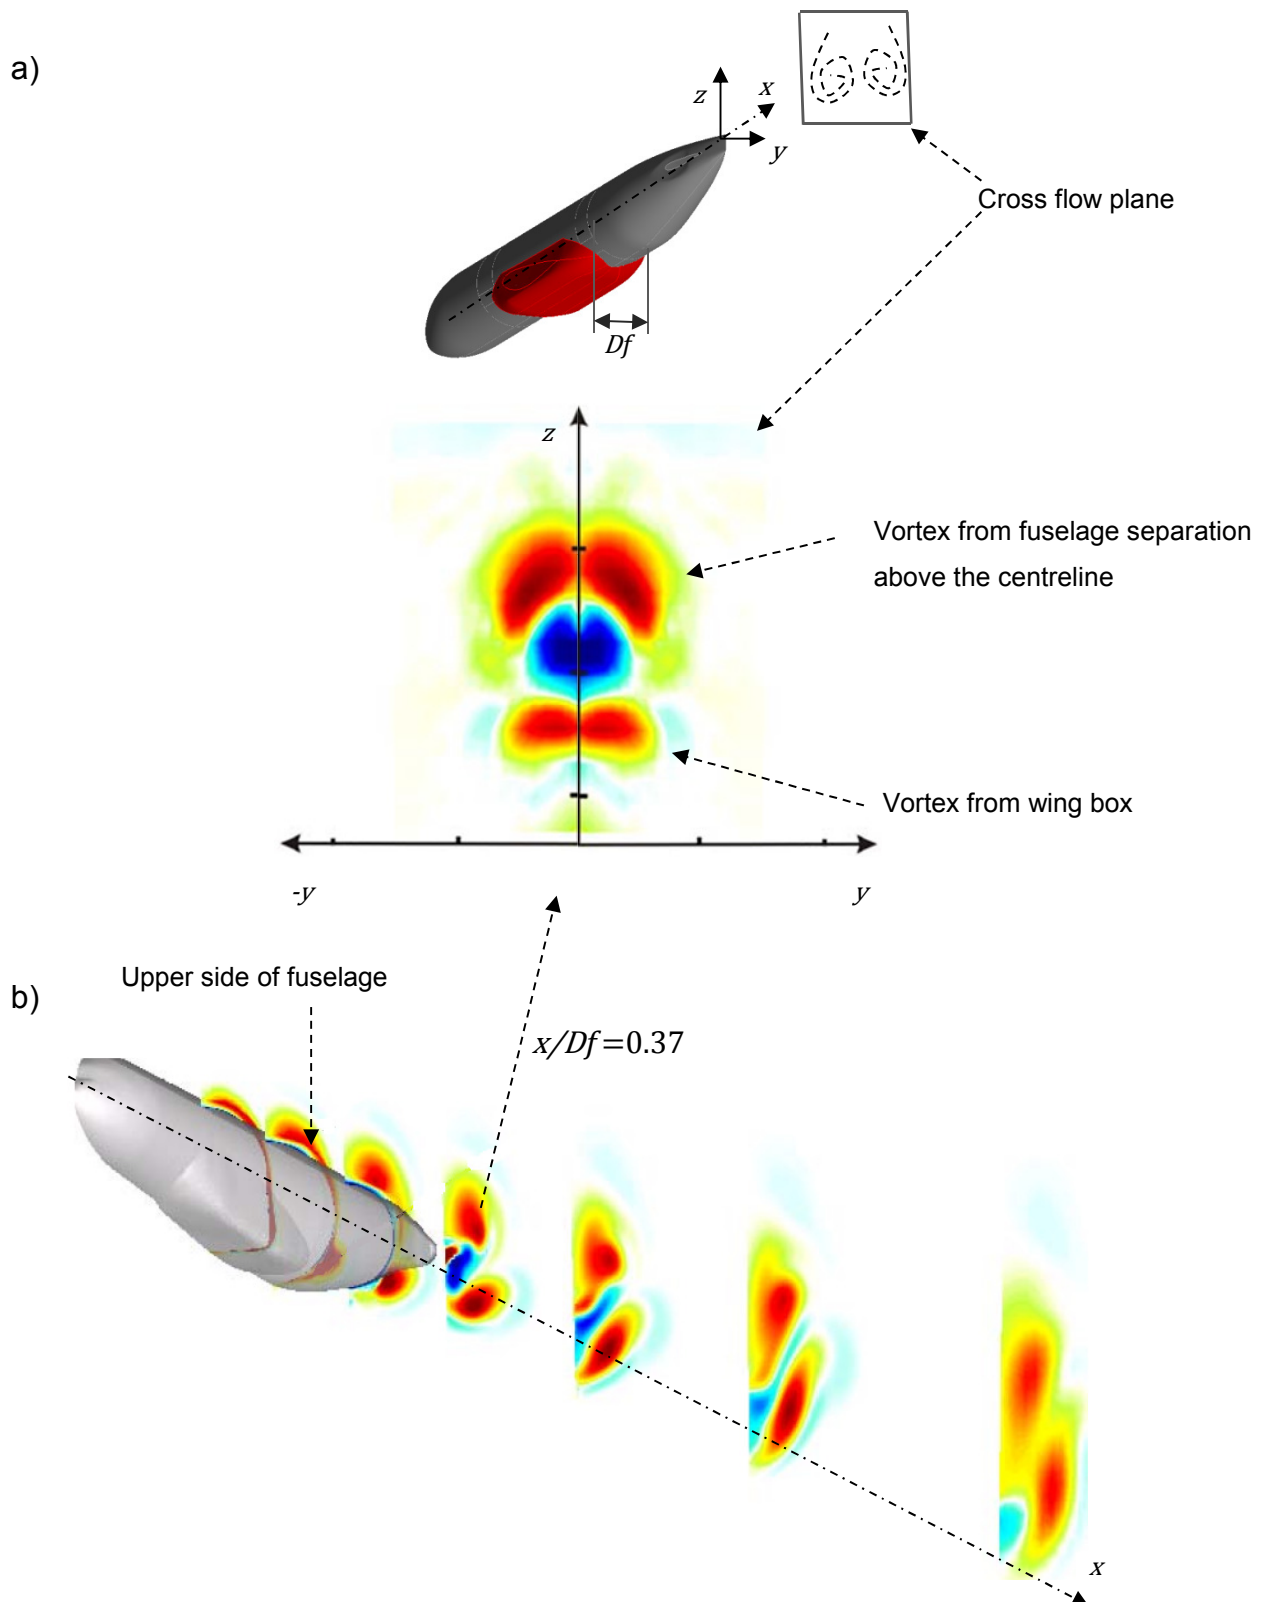 a)
z
x
y
Cross flow plane
Df
z
Vortex from fuselage separation
above the centreline
Vortex from wing box
-y
y
Upper side of fuselage
b)
x/Df=0.37
x